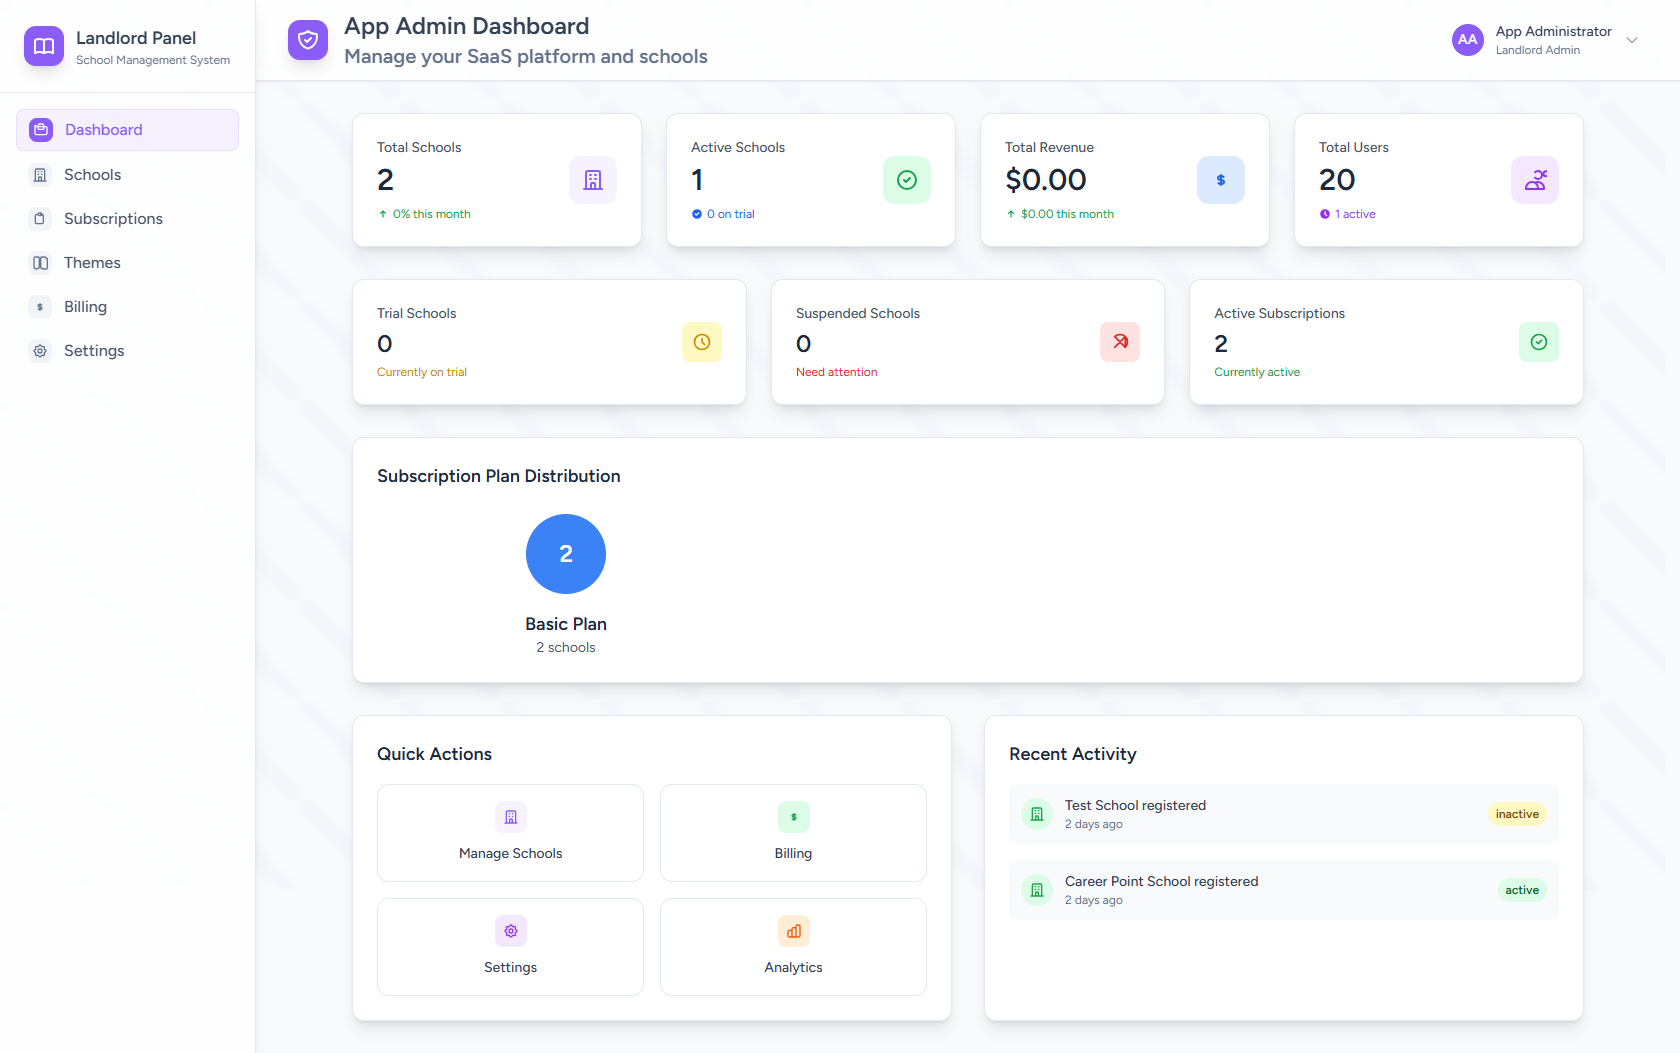 Landlord Panel
School Management System
Dashboard
Schools
Subscriptions
Themes
Billing
Settings
App Admin Dashboard
Manage your SaaS platform and schools
AA
App Administrator
Landlord Admin
Total Schools
2
0% this month
Active Schools
1
0 on trial
Total Revenue
$0.00
$
$0.00 this month
Total Users
20
1 active
Trial Schools
0
Currently on trial
Suspended Schools
0
Need attention
Active Subscriptions
2
Currently active
Subscription Plan Distribution
2
Basic Plan
2 schools
Quick Actions
Manage Schools
$
Billing
Settings
Analytics
Recent Activity
Test School registered
2 days ago
inactive
Career Point School registered
2 days ago
active